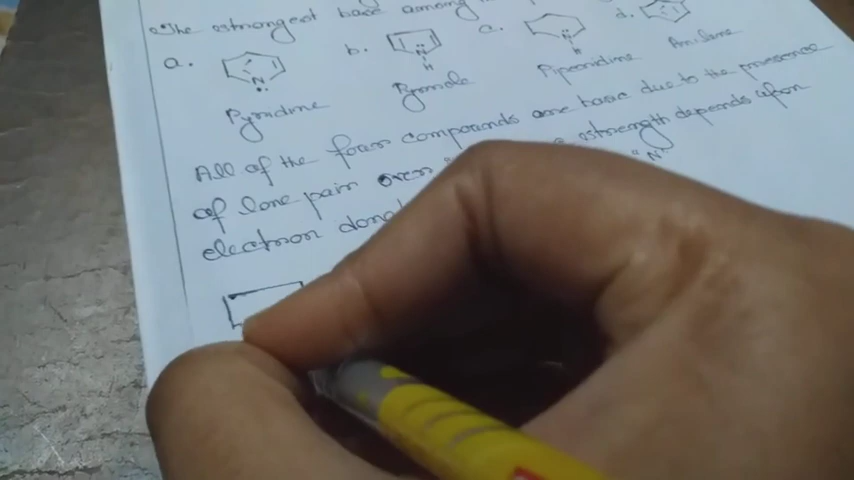 The strongest base among
a. b. c. d.
N N H N H
Pyridine Pyrrole Piperidine Aniline
All of the four compounds are basic due to the presence
of lone pair over "N" strength depends upon
electron